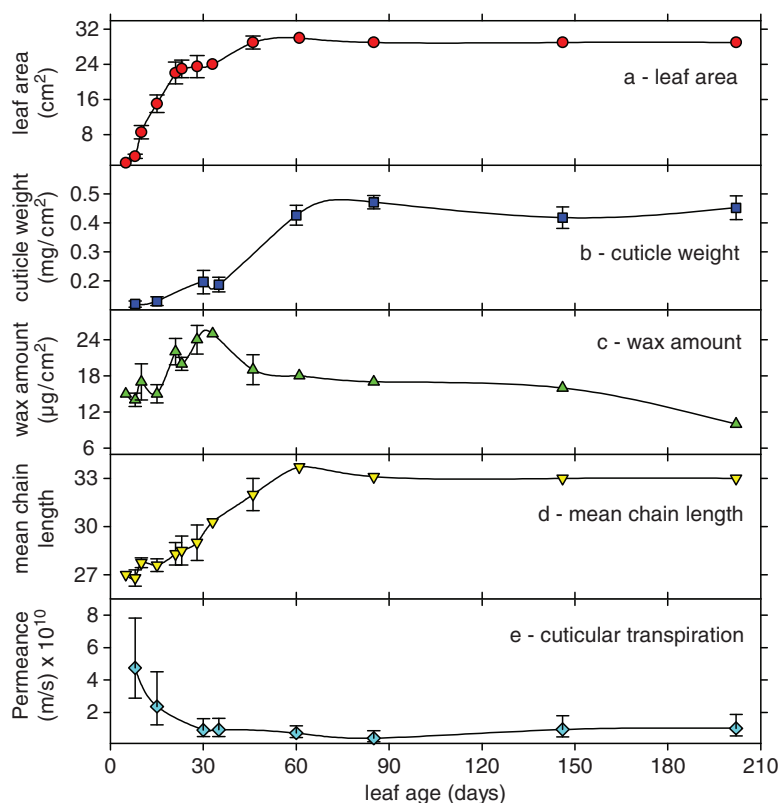 leaf area
(cm²)
32
24
16
8
a - leaf area
cuticle weight
(mg/cm²)
0.5
0.4
0.3
0.2
b - cuticle weight
wax amount
(µg/cm²)
24
18
12
6
c - wax amount
mean chain
length
33
30
27
d - mean chain length
Permeance
(m/s) x 10¹⁰
8
6
4
2
e - cuticular transpiration
0 30 60 90 120 150 180 210
leaf age (days)